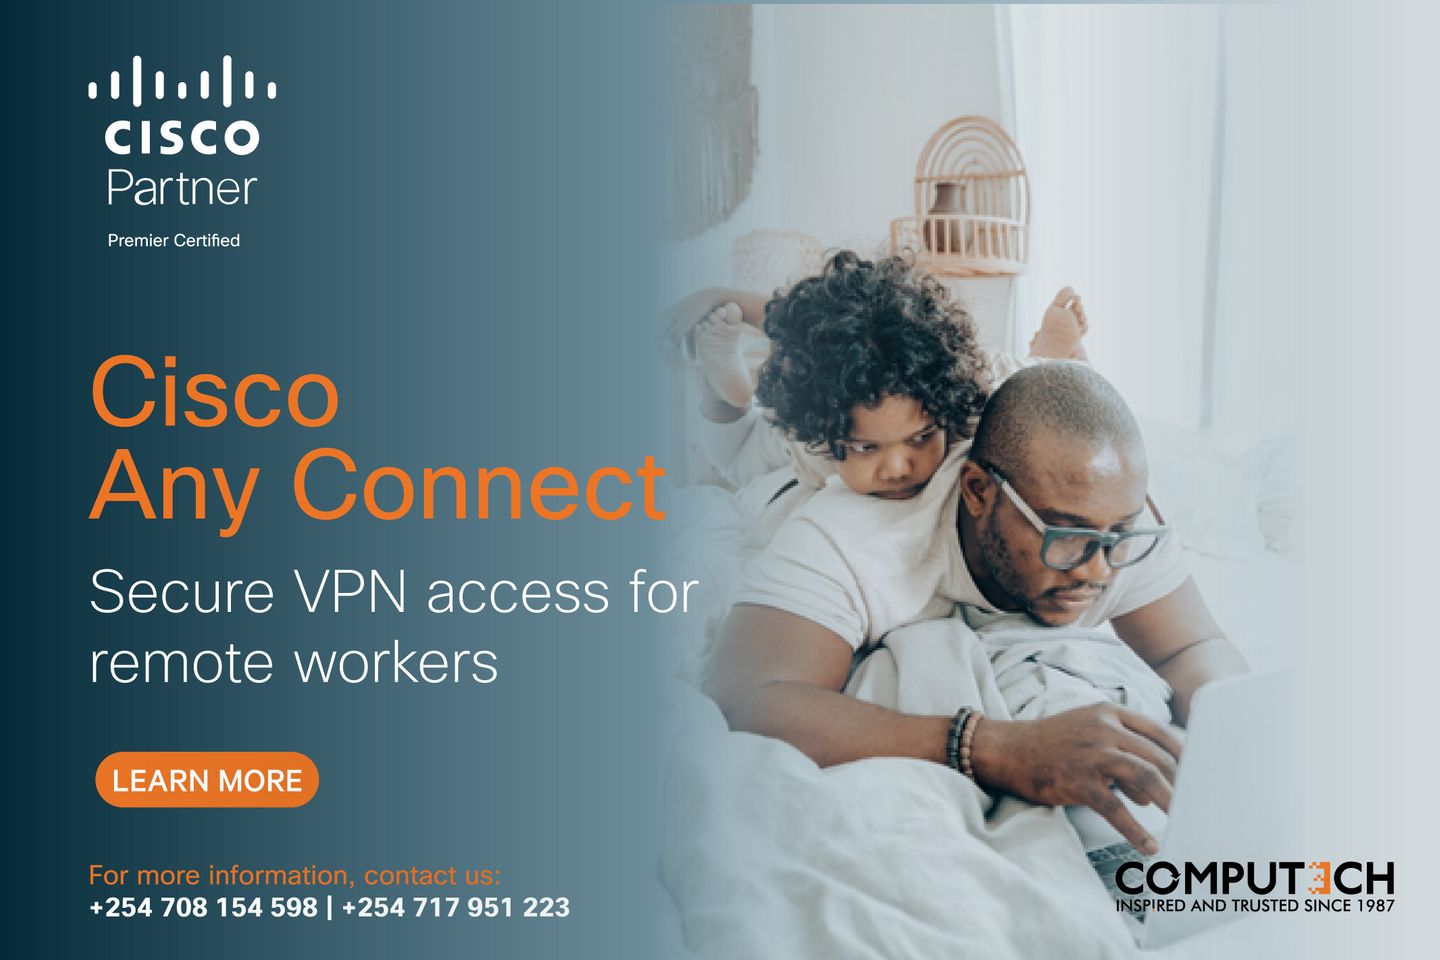 CISCO
Partner
Premier Certified
Cisco
Any Connect
Secure VPN access for
remote workers
LEARN MORE
For more information, contact us:
+254 708 154 598 | +254 717 951 223
COMPUTECH
INSPIRED AND TRUSTED SINCE 1987